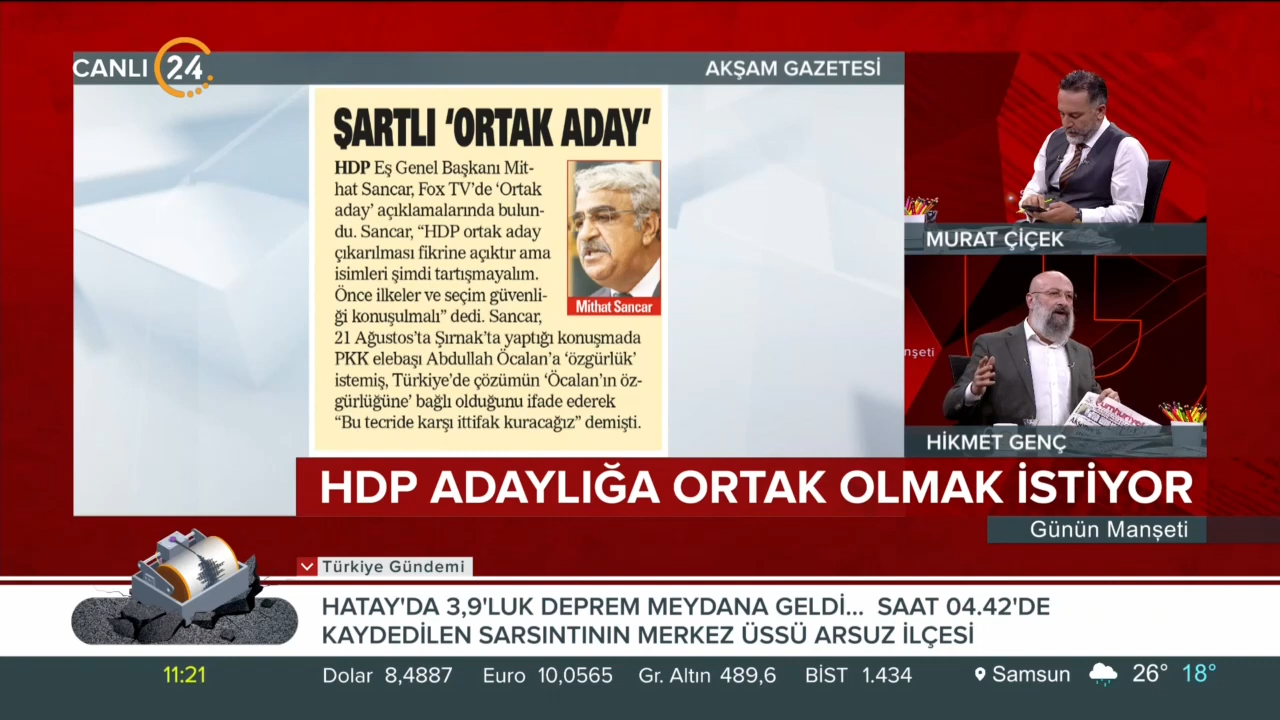 CANLI 24
AKŞAM GAZETESİ
ŞARTLI ‘ORTAK ADAY’
HDP Eş Genel Başkanı Mit-
hat Sancar, Fox TV’de ‘Ortak
aday’ açıklamalarında bulun-
du. Sancar, “HDP ortak aday
çıkarılması fikrine açıktır ama
isimleri şimdi tartışmayalım.
Önce ilkeler ve seçim güvenli-
ği konuşulmalı” dedi. Sancar,
21 Ağustos’ta Şırnak’ta yaptığı konuşmada
PKK elebaşı Abdullah Öcalan’a ‘özgürlük’
istemiş, Türkiye’de çözümün ‘Öcalan’ın öz-
gürlüğüne’ bağlı olduğunu ifade ederek
“Bu tecride karşı ittifak kuracağız” demişti.
Mithat Sancar
MURAT ÇİÇEK
nşeti
Cumhuriyet
HİKMET GENÇ
HDP ADAYLIĞA ORTAK OLMAK İSTİYOR
Günün Manşeti
Türkiye Gündemi
HATAY'DA 3,9'LUK DEPREM MEYDANA GELDİ... SAAT 04.42'DE
KAYDEDİLEN SARSINTININ MERKEZ ÜSSÜ ARSUZ İLÇESİ
11:21 Dolar 8,4887 Euro 10,0565 Gr. Altın 489,6 BİST 1.434 Samsun 26° 18°